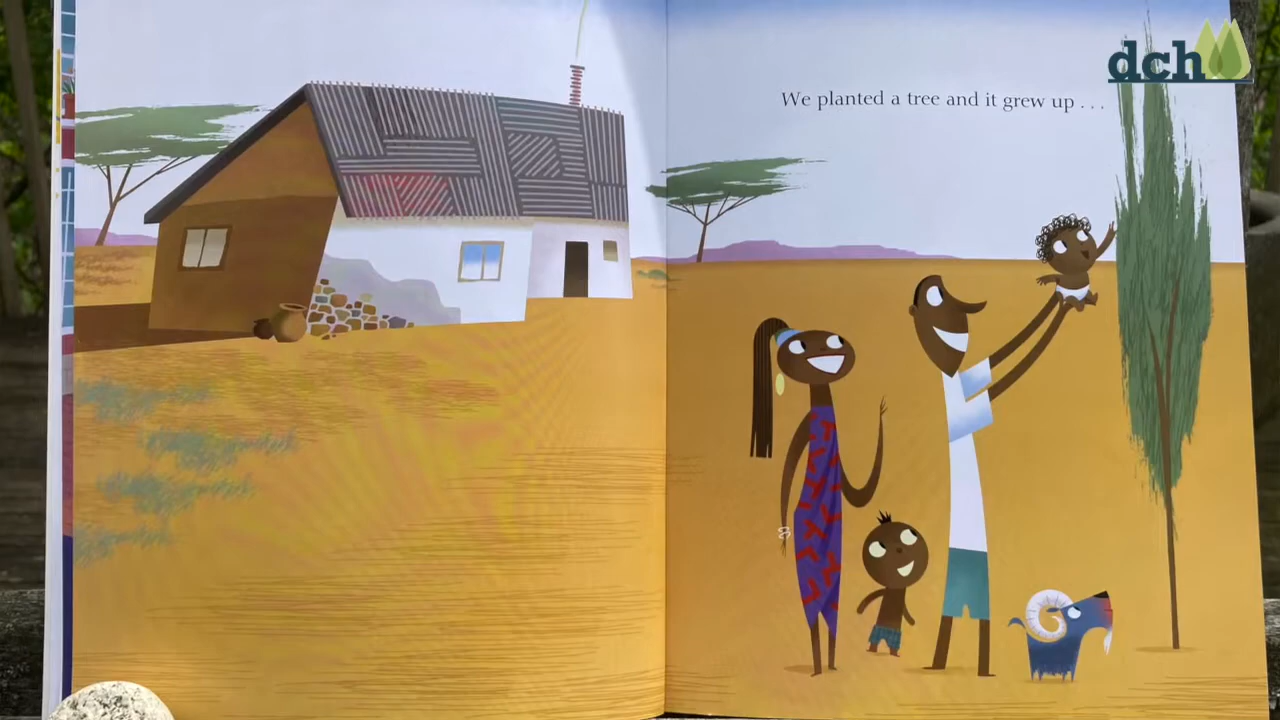 We planted a tree and it grew up . . .
dch